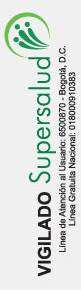 VIGILADO Supersalud
Línea de Atención al Usuario: 6500870 - Bogotá, D.C.
Línea Gratuita Nacional: 018000910383